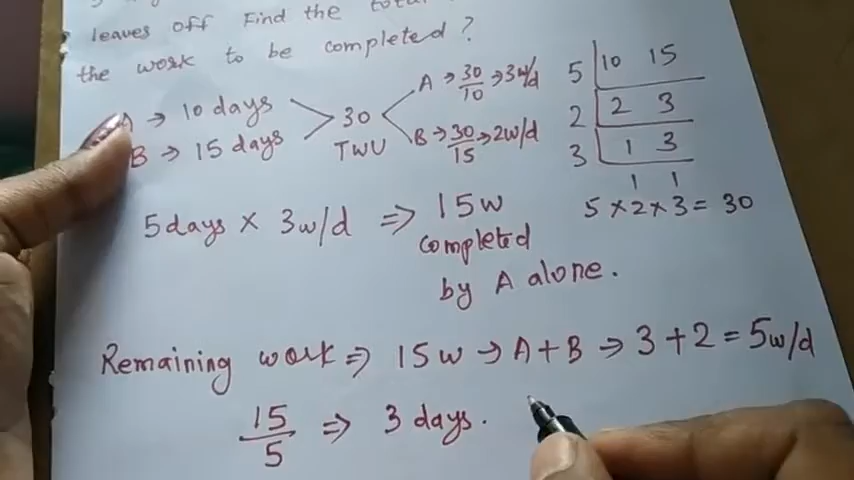 leaves off Find the total
the work to be completed?
A → 10 days
B → 15 days
30
TWU
A → 30/10 → 3w/d
B → 30/15 → 2w/d
5 | 10 15
2 | 2 3
3 | 1 3
1 1
5 × 2 × 3 = 30
5days × 3w/d ⇒ 15w
completed
by A alone.
Remaining work ⇒ 15w → A+B → 3+2=5w/d
15/5 ⇒ 3 days.